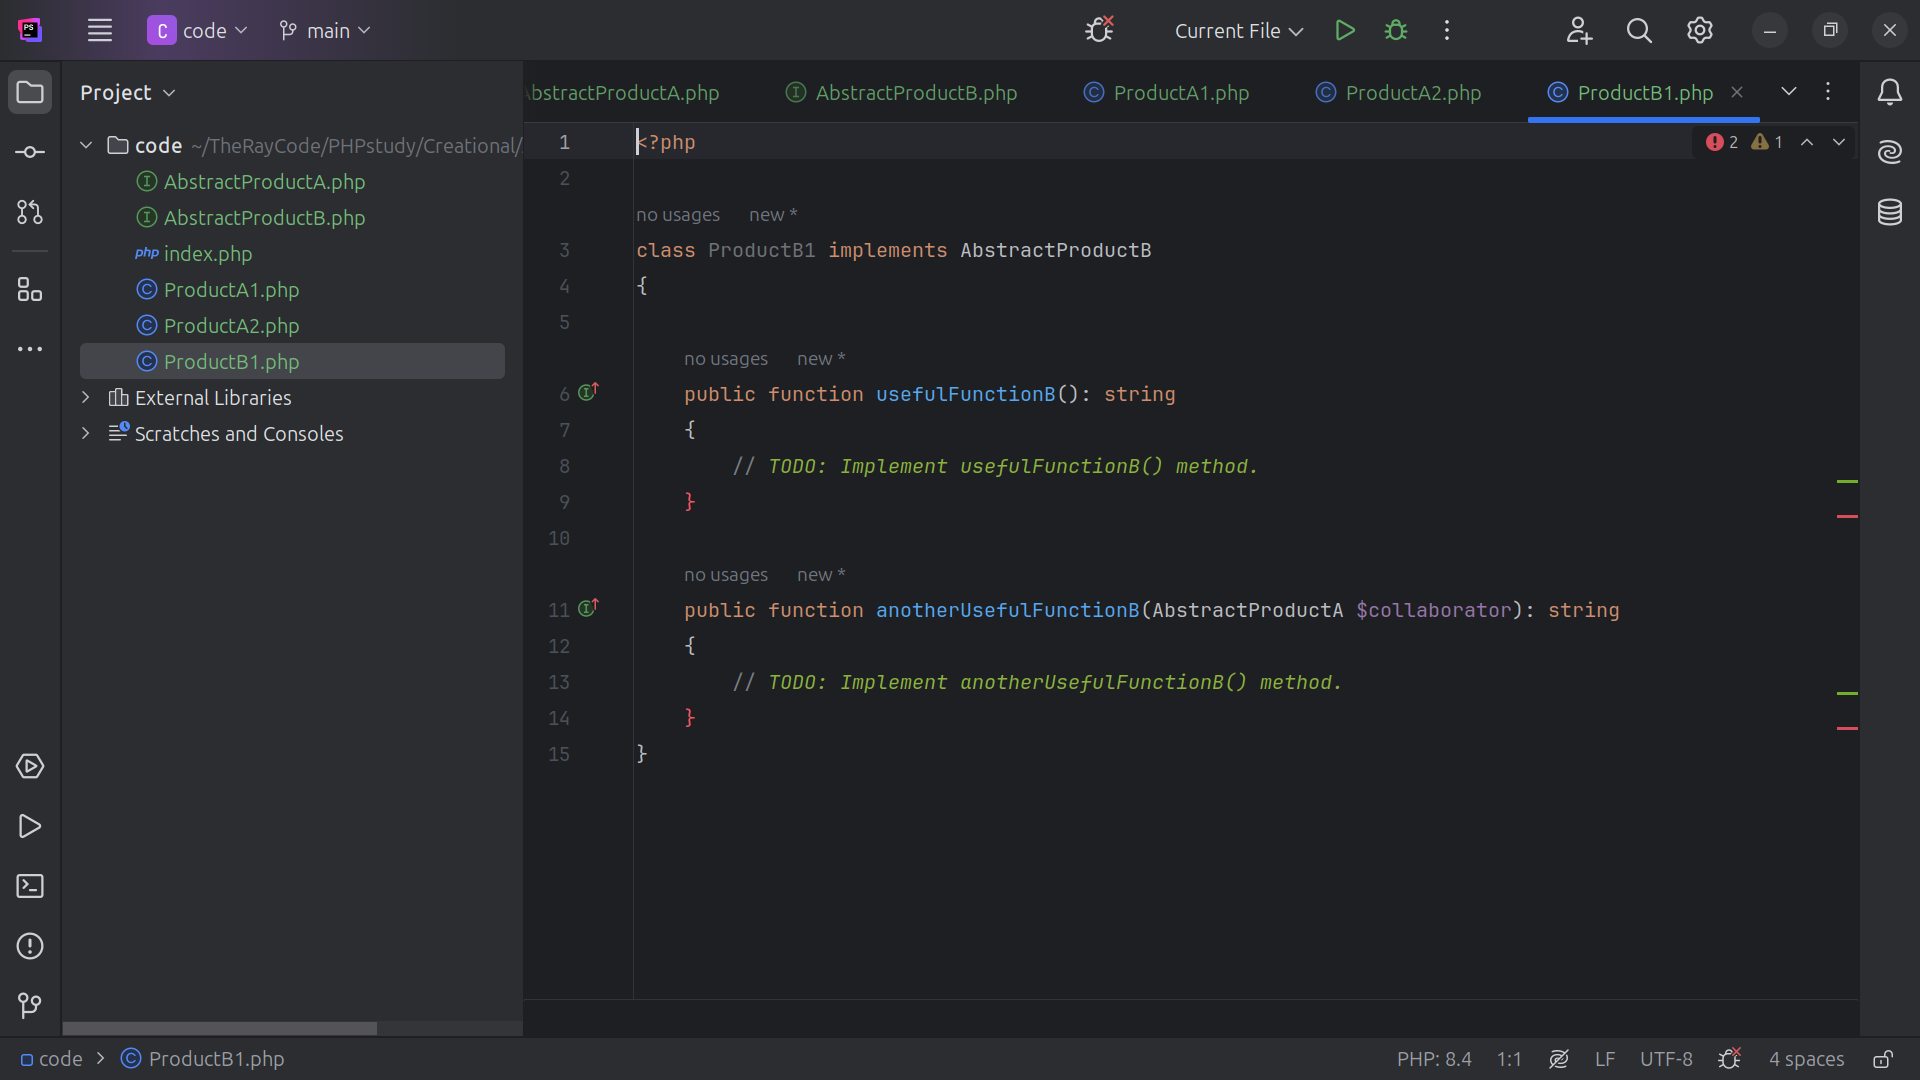 PS
C code main
Current File
Project
AbstractProductA.php
AbstractProductB.php
ProductA1.php
ProductA2.php
ProductB1.php
code ~/TheRayCode/PHPstudy/Creational/
AbstractProductA.php
AbstractProductB.php
php index.php
ProductA1.php
ProductA2.php
ProductB1.php
External Libraries
Scratches and Consoles
2 1
1 <?php
2
no usages new *
3 class ProductB1 implements AbstractProductB
4 {
5
no usages new *
6 public function usefulFunctionB(): string
7 {
8 // TODO: Implement usefulFunctionB() method.
9 }
10
no usages new *
11 public function anotherUsefulFunctionB(AbstractProductA $collaborator): string
12 {
13 // TODO: Implement anotherUsefulFunctionB() method.
14 }
15 }
code > ProductB1.php
PHP: 8.4 1:1 LF UTF-8 4 spaces